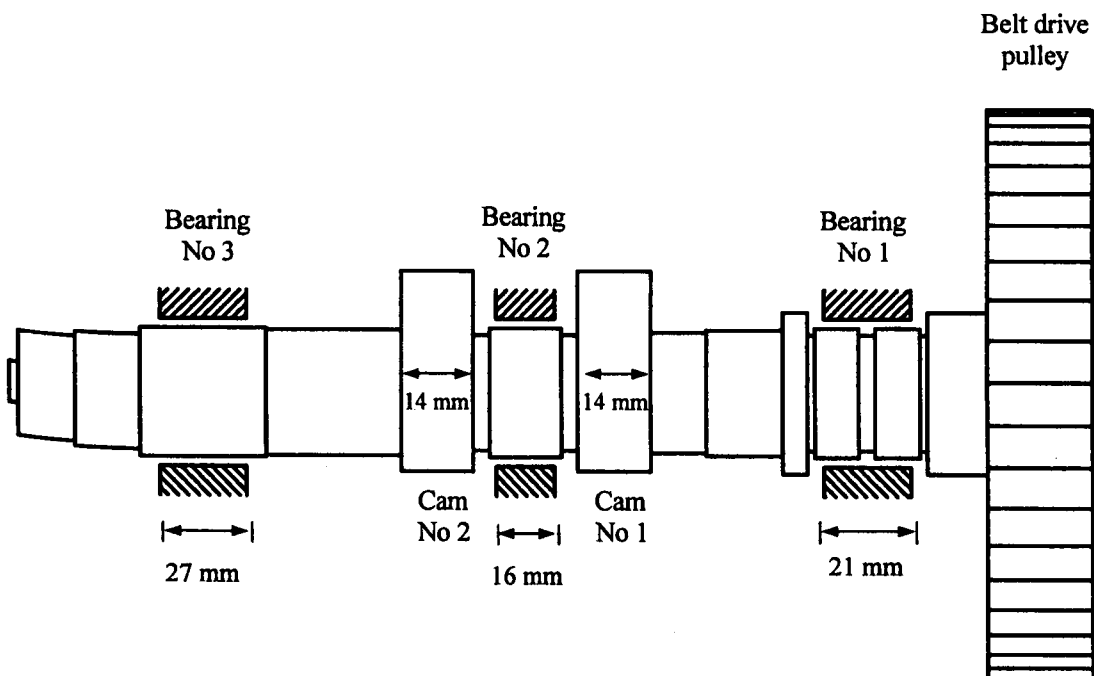 Belt drive
pulley
Bearing
No 3
Bearing
No 2
Bearing
No 1
14 mm
14 mm
Cam
No 2
Cam
No 1
27 mm
16 mm
21 mm